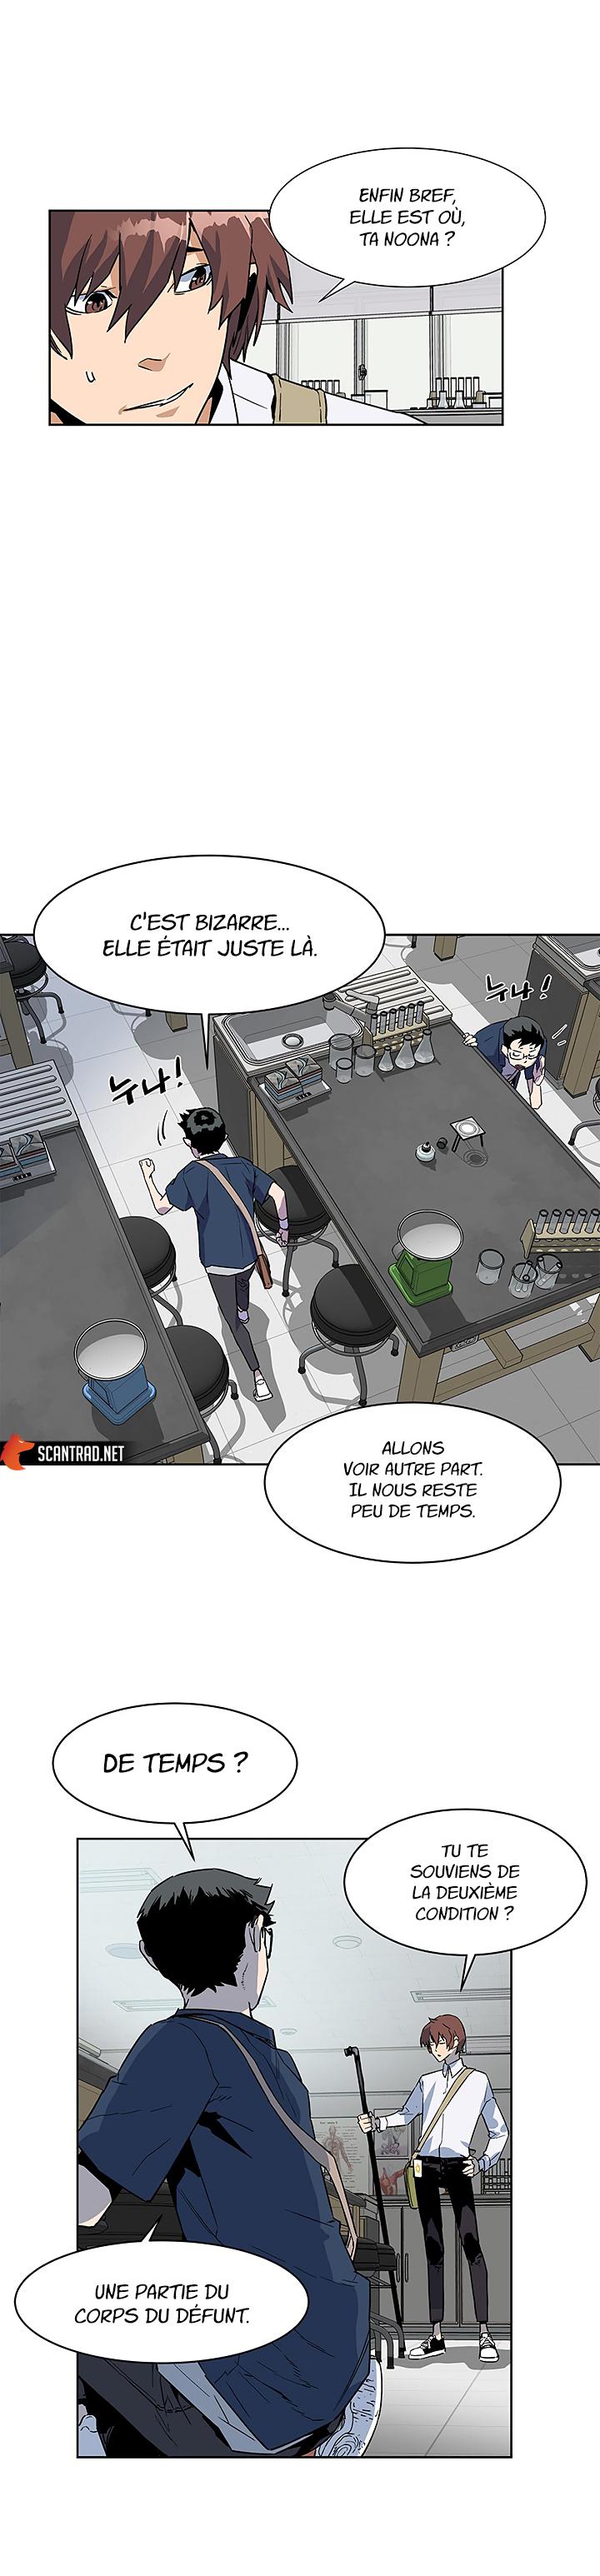 ENFIN BREF,
ELLE EST OÙ,
TA NOONA ?
C'EST BIZARRE...
ELLE ÉTAIT JUSTE LÀ.
누나!
누나!
SCANTRAD.NET
ALLONS
VOIR AUTRE PART.
IL NOUS RESTE
PEU DE TEMPS.
DE TEMPS ?
TU TE
SOUVIENS DE
LA DEUXIÈME
CONDITION ?
UNE PARTIE DU
CORPS DU DÉFUNT.